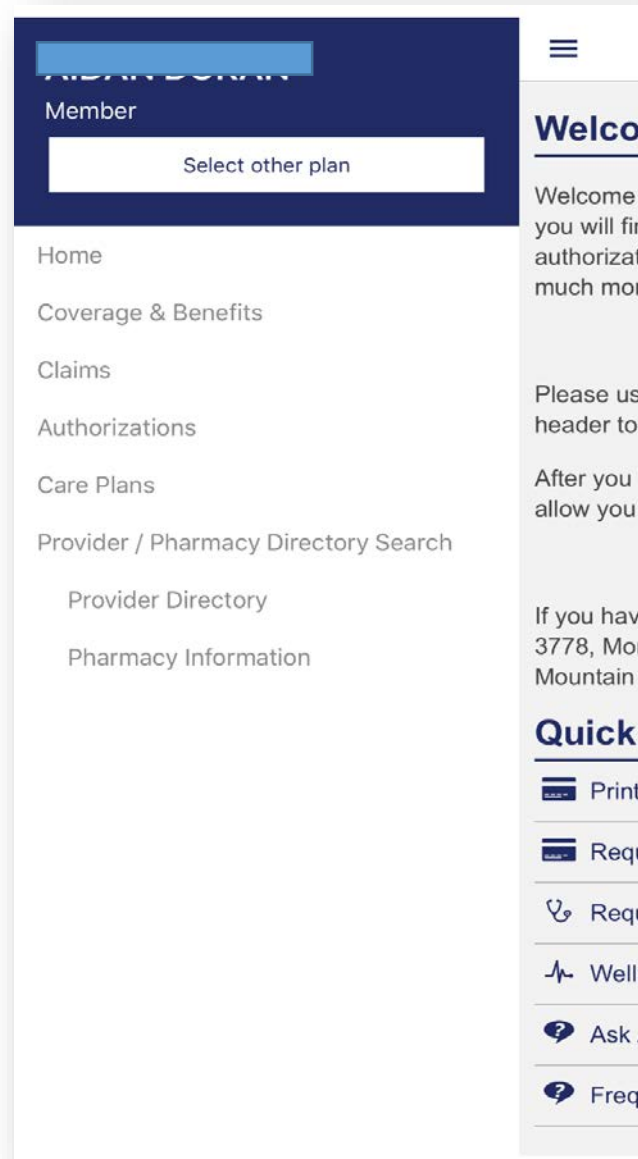 Member
Select other plan
Home
Coverage & Benefits
Claims
Authorizations
Care Plans
Provider / Pharmacy Directory Search
Provider Directory
Pharmacy Information
Welco
Welcome
you will fi
authoriza
much mo
Please us
header to
After you
allow you
If you hav
3778, Mo
Mountain
Quick
Print
Requ
Requ
Well
Ask
Freq